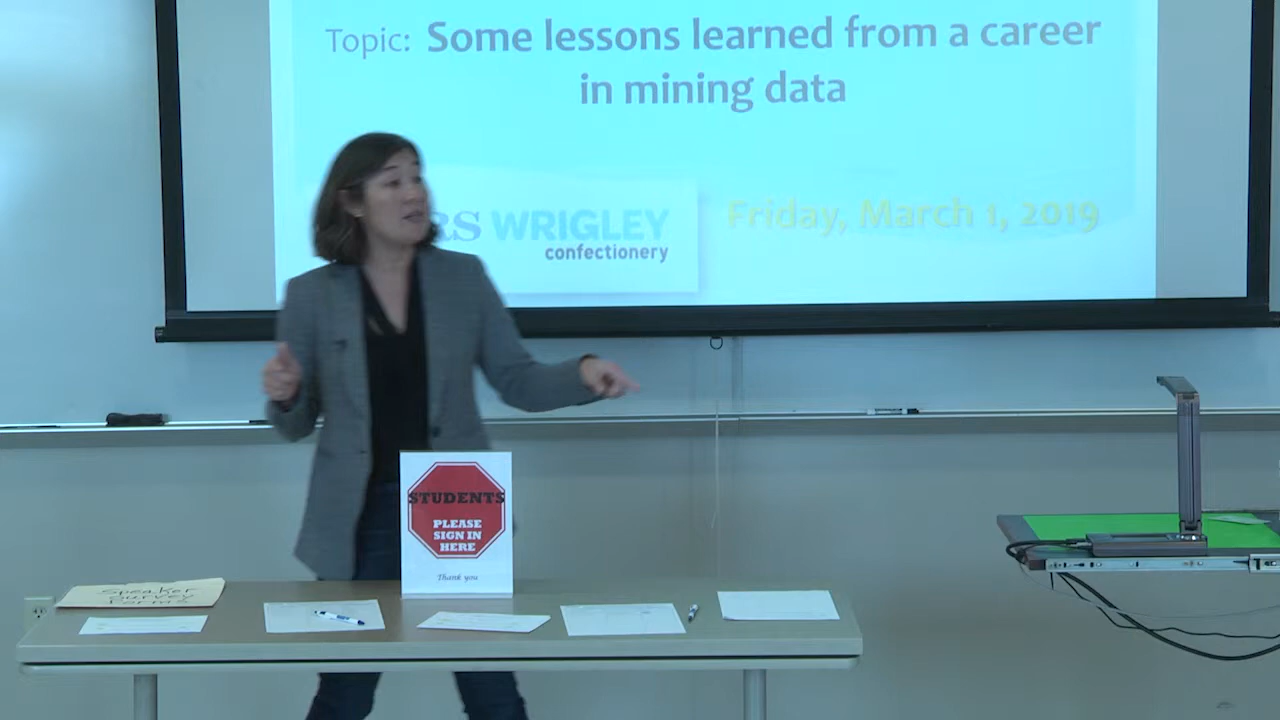 Topic: Some lessons learned from a career
in mining data
RS WRIGLEY
confectionery
Friday, March 1, 2019
STUDENTS
PLEASE
SIGN IN
HERE
Thank you
Speaker
Survey
Forms